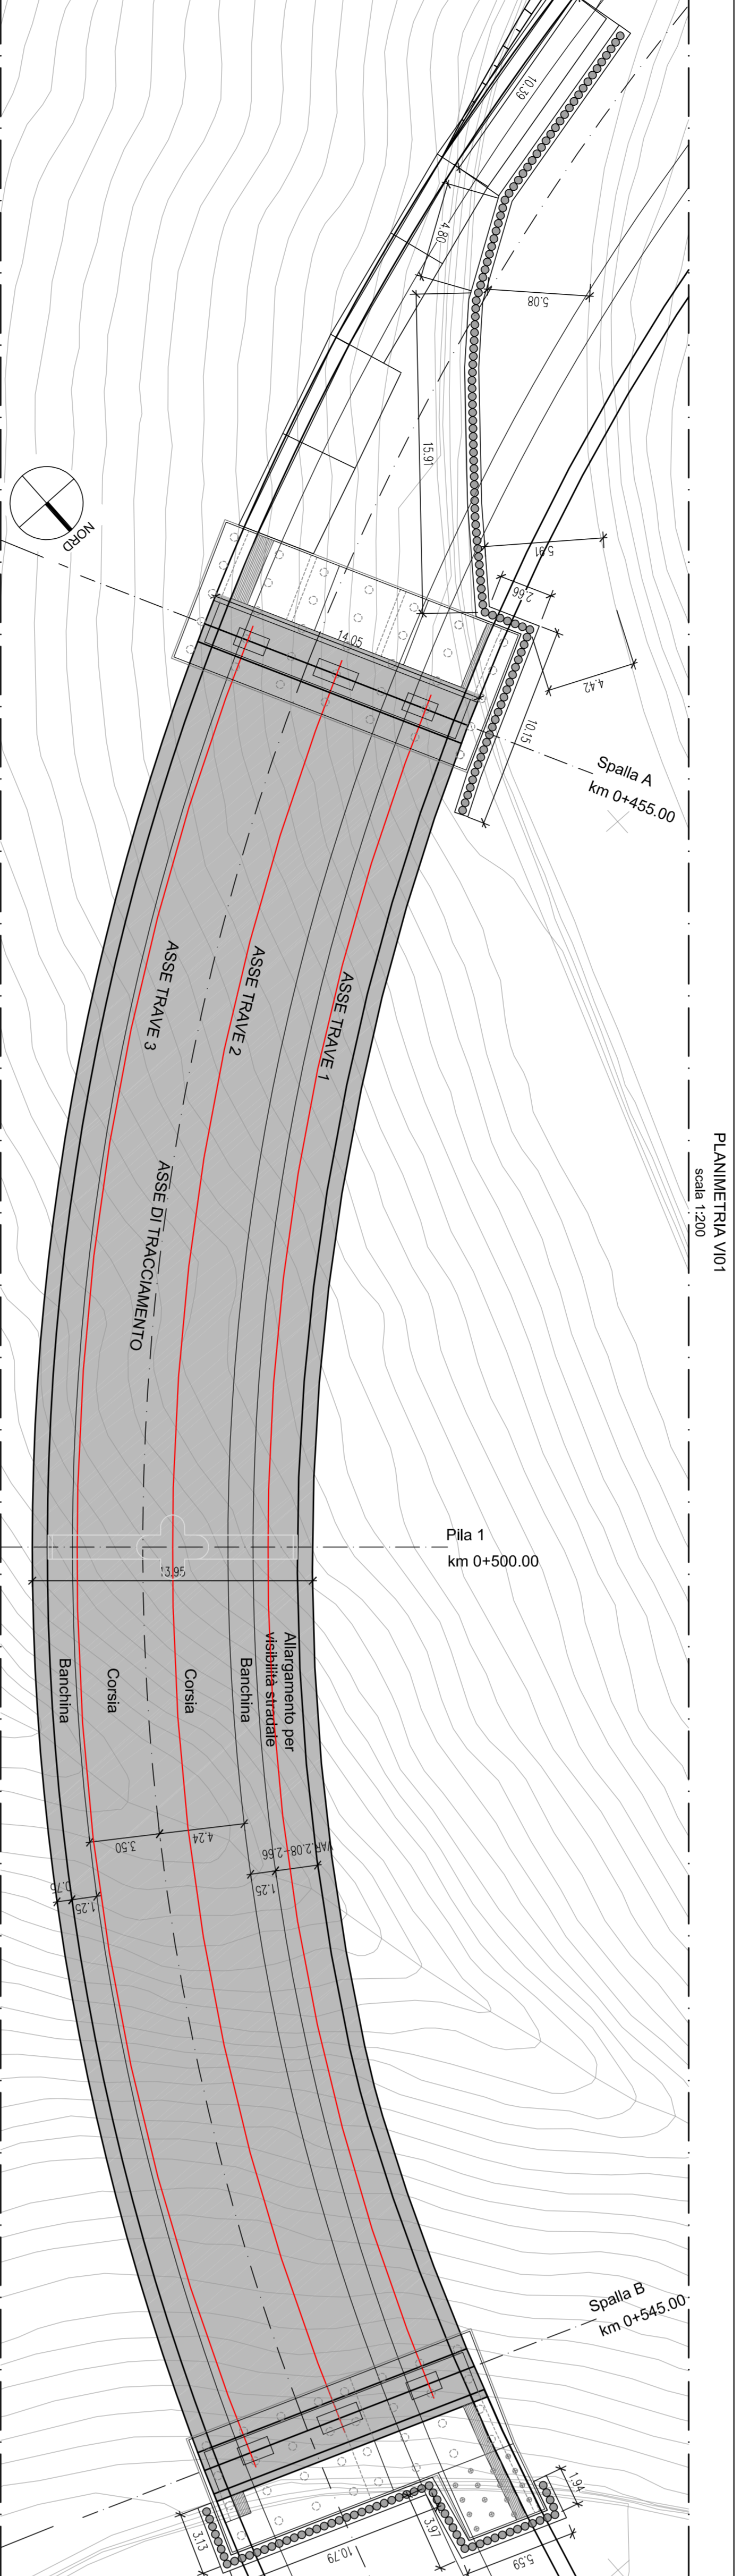 PLANIMETRIA VI01
scala 1:200
10.39
4.80
5.08
15.91
NORD
5.91
2.66
14.05
4.42
10.15
Spalla A
km 0+455.00
ASSE TRAVE 3
ASSE TRAVE 2
ASSE TRAVE 1
ASSE DI TRACCIAMENTO
Pila 1
km 0+500.00
13.95
Banchina
Corsia
Corsia
Banchina
Allargamento per
visibilità stradale
3.50
4.24
VAR.2.08-2.66
1.25
0.75
1.25
Spalla B
km 0+545.00
1.94
3.13
10.79
3.97
5.59